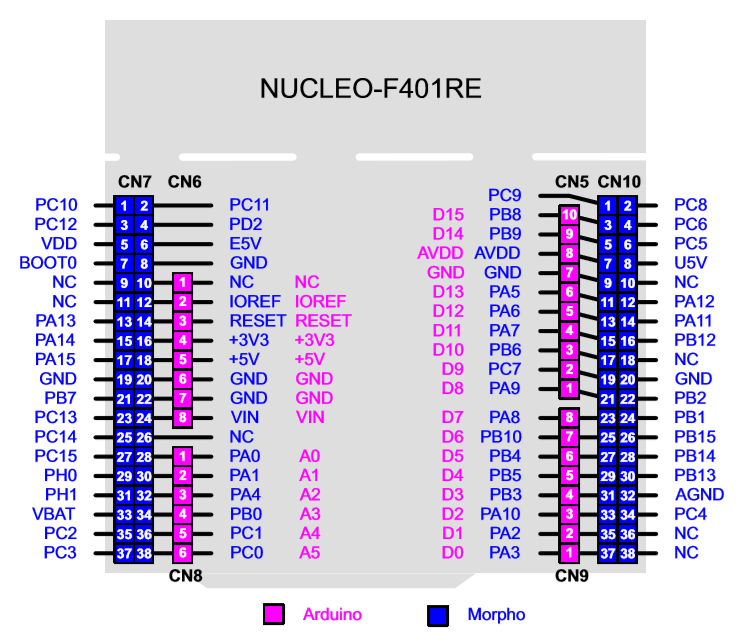 NUCLEO-F401RE
CN7 CN6 CN5 CN10
PC9
PC10 1 2 PC11 1 2 PC8
D15 PB8 10
PC12 3 4 PD2 3 4 PC6
D14 PB9 9
VDD 5 6 E5V 5 6 PC5
AVDD AVDD 8
BOOT0 7 8 GND 7 8 U5V
GND GND 7
NC 9 10 1 NC NC 9 10 NC
D13 PA5 6
NC 11 12 2 IOREF IOREF 11 12 PA12
D12 PA6 5
PA13 13 14 3 RESET RESET 13 14 PA11
D11 PA7 4
PA14 15 16 4 +3V3 +3V3 15 16 PB12
D10 PB6 3
PA15 17 18 5 +5V +5V 17 18 NC
D9 PC7 2
GND 19 20 6 GND GND 19 20 GND
D8 PA9 1
PB7 21 22 7 GND GND 21 22 PB2
PC13 23 24 8 VIN VIN D7 PA8 8 23 24 PB1
PC14 25 26 NC D6 PB10 7 25 26 PB15
PC15 27 28 1 PA0 A0 D5 PB4 6 27 28 PB14
PH0 29 30 2 PA1 A1 D4 PB5 5 29 30 PB13
PH1 31 32 3 PA4 A2 D3 PB3 4 31 32 AGND
VBAT 33 34 4 PB0 A3 D2 PA10 3 33 34 PC4
PC2 35 36 5 PC1 A4 D1 PA2 2 35 36 NC
PC3 37 38 6 PC0 A5 D0 PA3 1 37 38 NC
CN8 CN9
Arduino Morpho